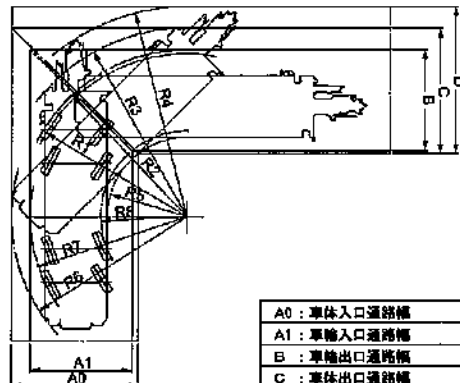 R3
R4
D
C
B
R1
R2
R5
R8
R7
R6
A1
A0
A0 : 車体入口通路幅
A1 : 車輪入口通路幅
B : 車輪出口通路幅
C : 車体出口通路幅